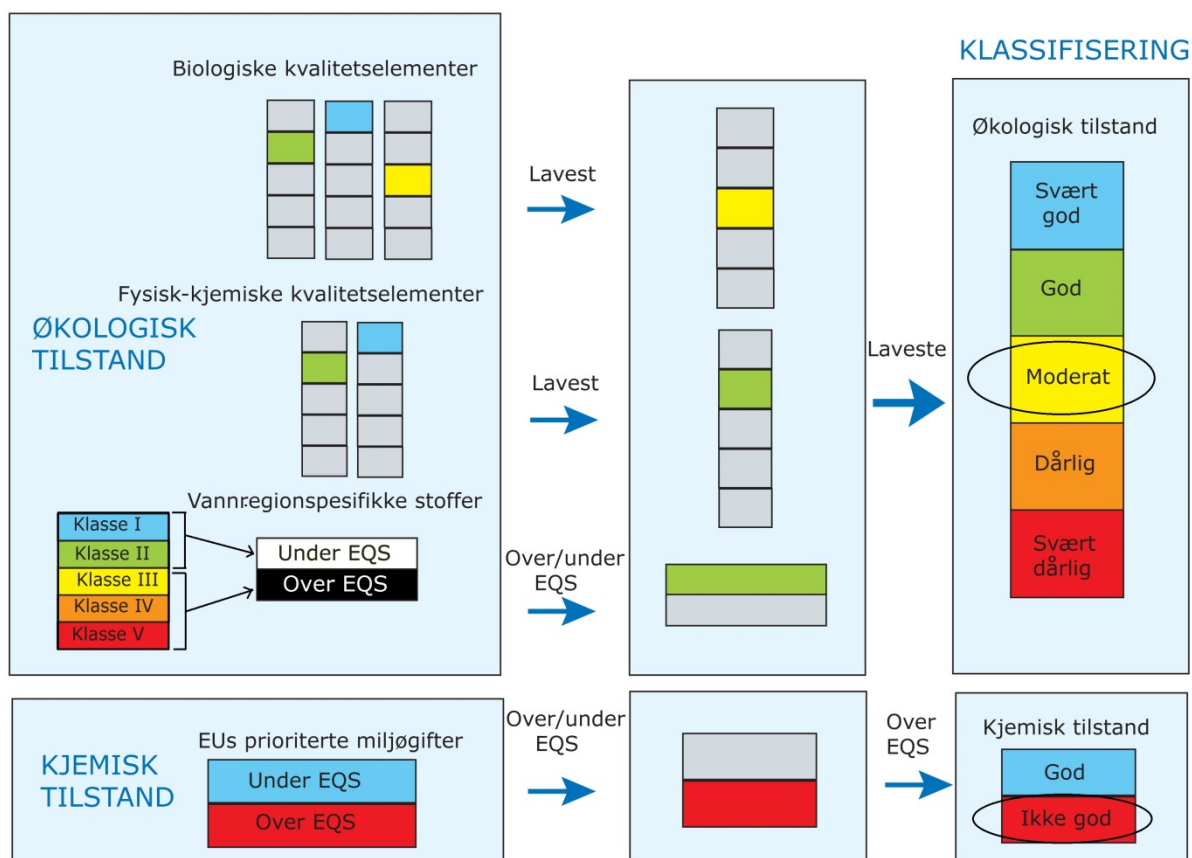 KLASSIFISERING
Biologiske kvalitetselementer
Lavest
Fysisk-kjemiske kvalitetselementer
ØKOLOGISK
TILSTAND
Lavest
Vannregionspesifikke stoffer
Klasse I
Klasse II
Klasse III
Klasse IV
Klasse V
Under EQS
Over EQS
Over/under
EQS
Laveste
Økologisk tilstand
Svært
god
God
Moderat
Dårlig
Svært
dårlig
KJEMISK
TILSTAND
EUs prioriterte miljøgifter
Under EQS
Over EQS
Over/under
EQS
Over
EQS
Kjemisk tilstand
God
Ikke god